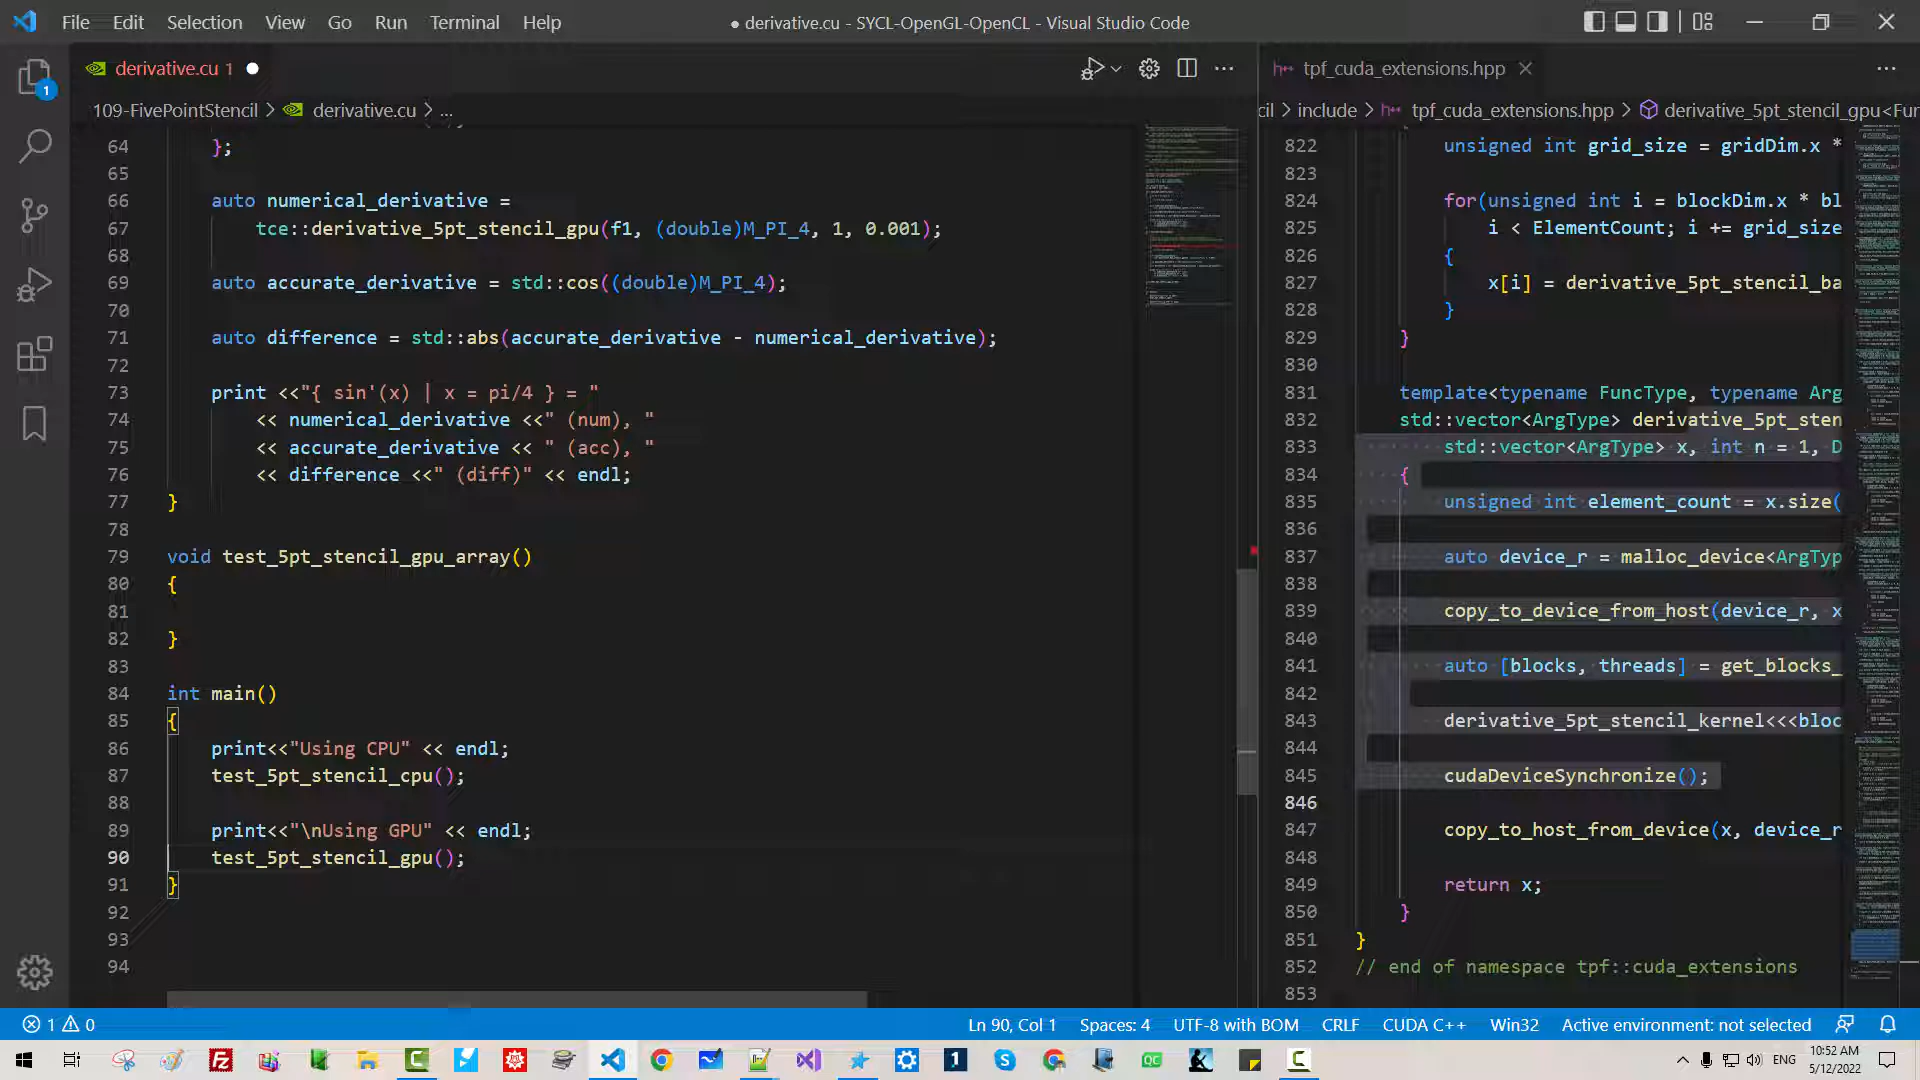 File Edit Selection View Go Run Terminal Help
● derivative.cu - SYCL-OpenGL-OpenCL - Visual Studio Code
derivative.cu 1 ●
109-FivePointStencil > derivative.cu > ...
64 };
65
66 auto numerical_derivative =
67 tce::derivative_5pt_stencil_gpu(f1, (double)M_PI_4, 1, 0.001);
68
69 auto accurate_derivative = std::cos((double)M_PI_4);
70
71 auto difference = std::abs(accurate_derivative - numerical_derivative);
72
73 print <<"{ sin'(x) | x = pi/4 } = "
74 << numerical_derivative <<" (num), "
75 << accurate_derivative << " (acc), "
76 << difference <<" (diff)" << endl;
77 }
78
79 void test_5pt_stencil_gpu_array()
80 {
81
82 }
83
84 int main()
85 {
86 print<<"Using CPU" << endl;
87 test_5pt_stencil_cpu();
88
89 print<<"\nUsing GPU" << endl;
90 test_5pt_stencil_gpu();
91 }
92
93
94
tpf_cuda_extensions.hpp
cil > include > tpf_cuda_extensions.hpp > derivative_5pt_stencil_gpu<Fun
822 unsigned int grid_size = gridDim.x *
823
824 for(unsigned int i = blockDim.x * bl
825 i < ElementCount; i += grid_size
826 {
827 x[i] = derivative_5pt_stencil_ba
828 }
829 }
830
831 template<typename FuncType, typename Arg
832 std::vector<ArgType> derivative_5pt_sten
833 std::vector<ArgType> x, int n = 1, D
834 {
835 unsigned int element_count = x.size(
836
837 auto device_r = malloc_device<ArgTyp
838
839 copy_to_device_from_host(device_r, x
840
841 auto [blocks, threads] = get_blocks_
842
843 derivative_5pt_stencil_kernel<<<bloc
844
845 cudaDeviceSynchronize();
846
847 copy_to_host_from_device(x, device_r
848
849 return x;
850 }
851 }
852 // end of namespace tpf::cuda_extensions
853
1
1 0
Ln 90, Col 1 Spaces: 4 UTF-8 with BOM CRLF CUDA C++ Win32 Active environment: not selected
ENG
10:52 AM
5/12/2022